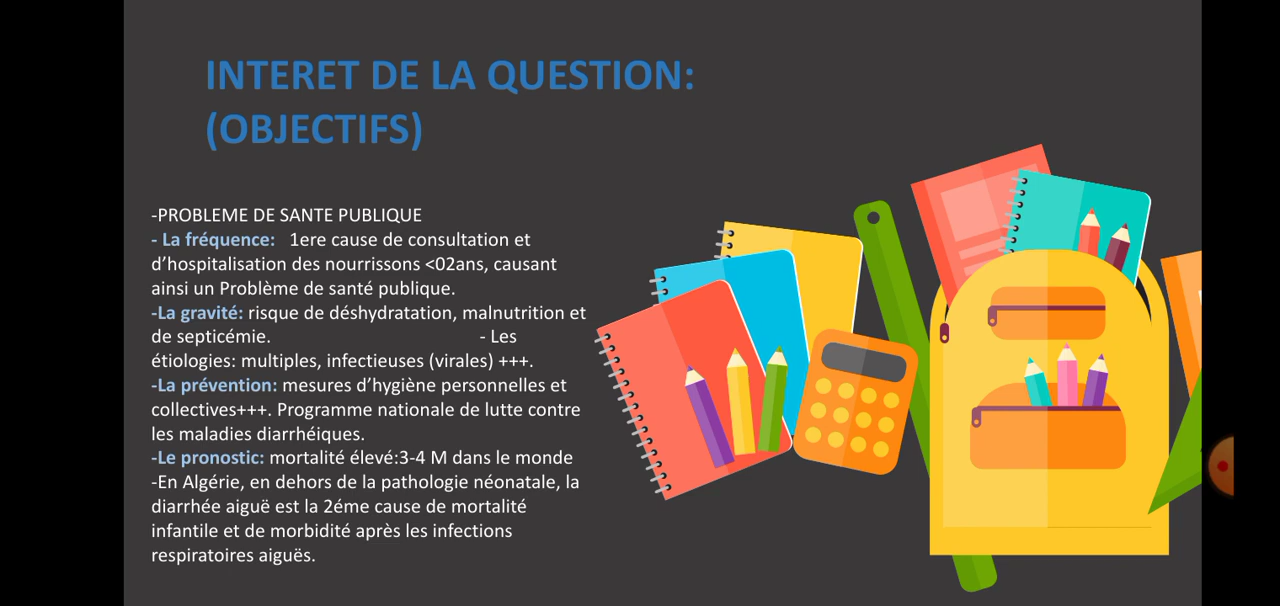 INTERET DE LA QUESTION:
(OBJECTIFS)
-PROBLEME DE SANTE PUBLIQUE
- La fréquence: 1ere cause de consultation et
d’hospitalisation des nourrissons <02ans, causant
ainsi un Problème de santé publique.
-La gravité: risque de déshydratation, malnutrition et
de septicémie. - Les
étiologies: multiples, infectieuses (virales) +++.
-La prévention: mesures d’hygiène personnelles et
collectives+++. Programme nationale de lutte contre
les maladies diarrhéiques.
-Le pronostic: mortalité élevé:3-4 M dans le monde
-En Algérie, en dehors de la pathologie néonatale, la
diarrhée aiguë est la 2éme cause de mortalité
infantile et de morbidité après les infections
respiratoires aiguës.